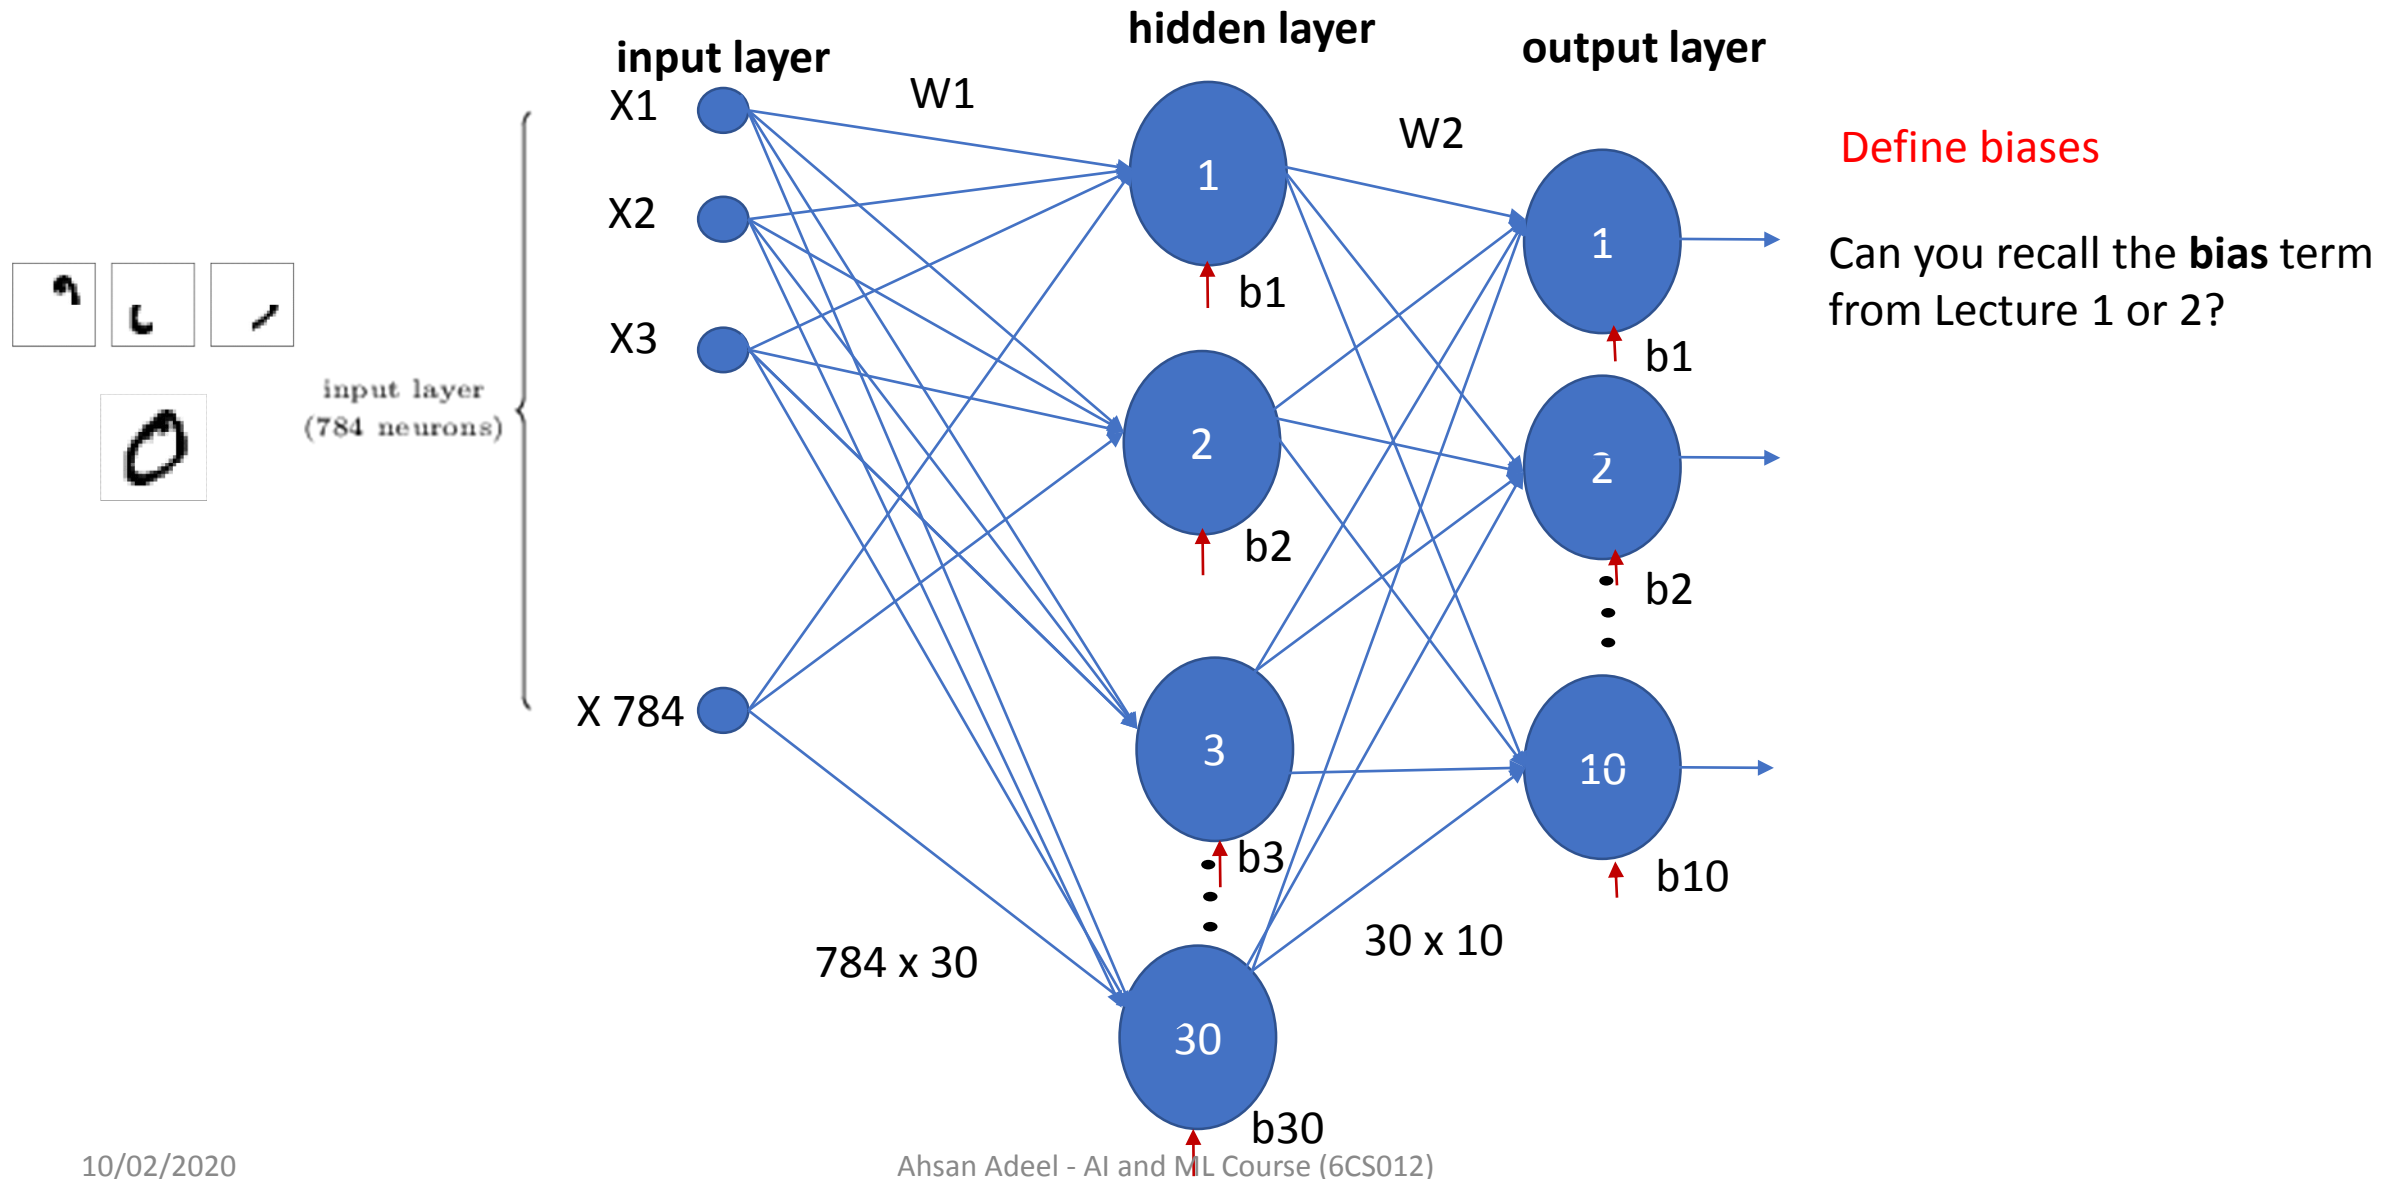 input layer
hidden layer
output layer
X1
W1
W2
X2
X3
X 784
input layer
(784 neurons)
1
b1
2
b2
3
b3
30
b30
1
b1
2
b2
10
b10
784 x 30
30 x 10
Define biases
Can you recall the bias term
from Lecture 1 or 2?
10/02/2020
Ahsan Adeel - AI and ML Course (6CS012)